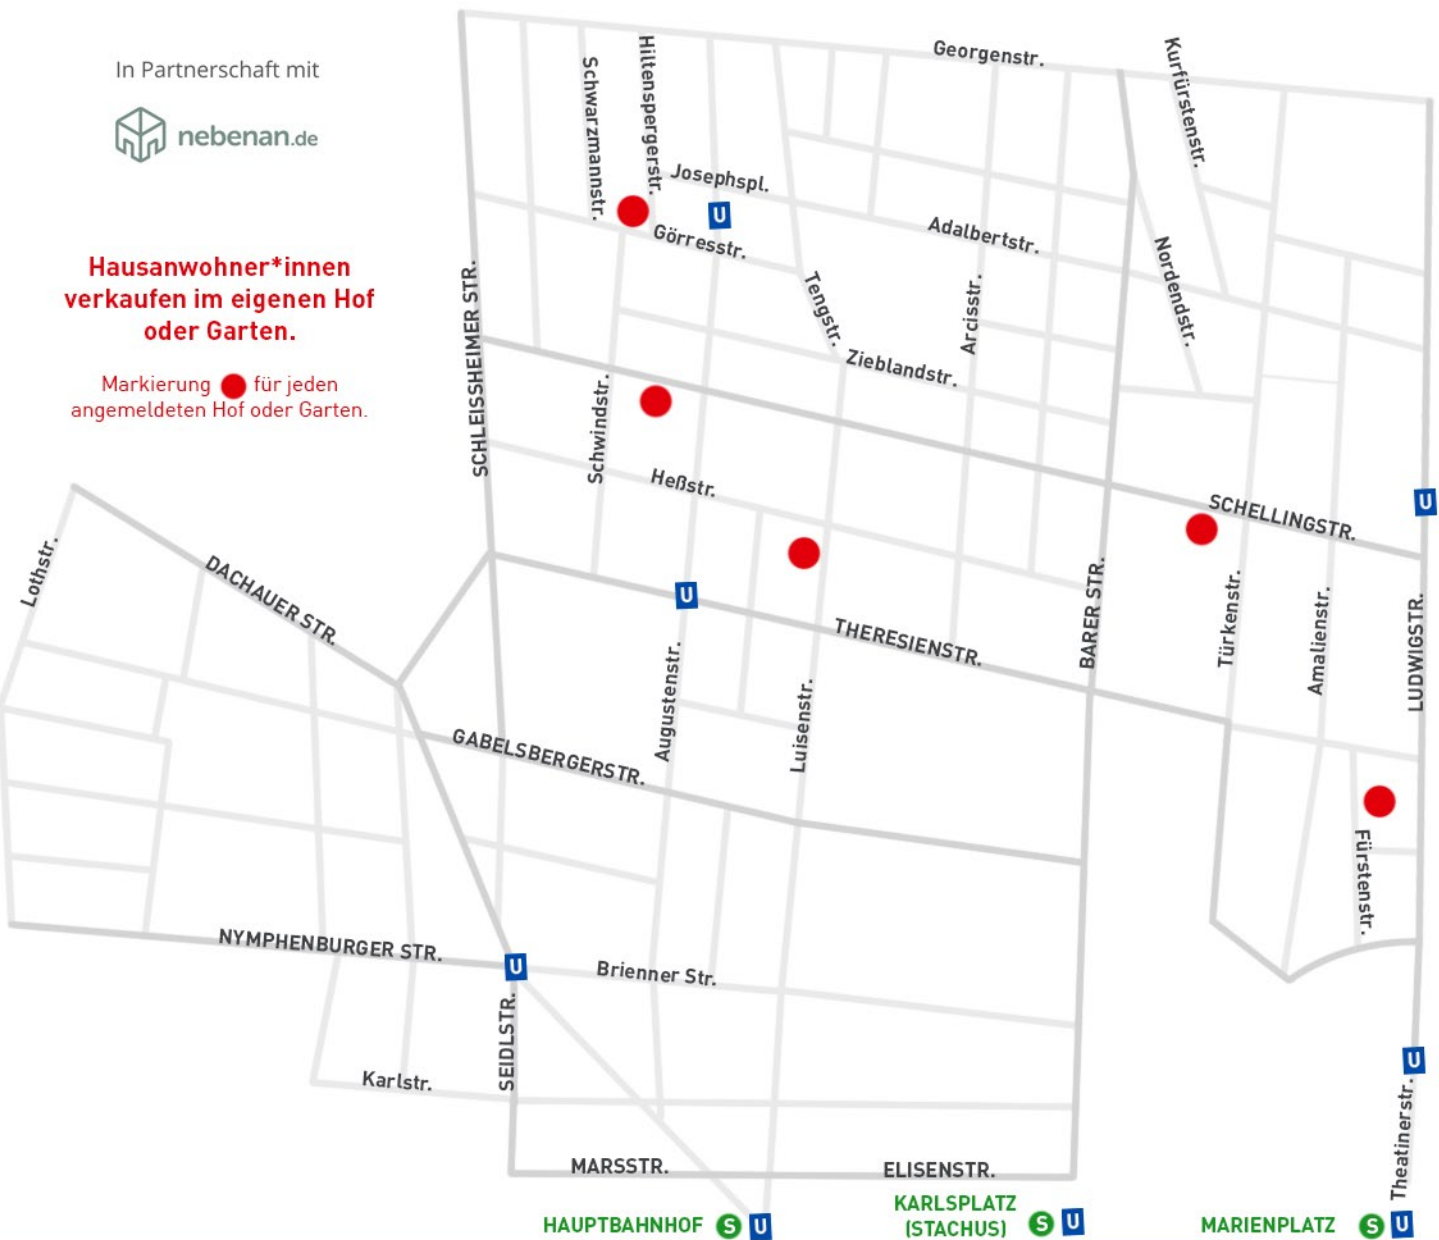 In Partnerschaft mit
nebenan.de
Hausanwohner*innen
verkaufen im eigenen Hof
oder Garten.
Markierung für jeden
angemeldeten Hof oder Garten.
Georgenstr.
Kurfürstenstr.
Schwarzmannstr.
Hiltenspergerstr.
Josephspl.
U
Görresstr.
Adalbertstr.
Nordendstr.
Tengstr.
Arcisstr.
SCHLEISSHEIMER STR.
Zieblandstr.
Schwindstr.
Heßstr.
SCHELLINGSTR.
U
Lothstr.
DACHAUER STR.
U
THERESIENSTR.
BARER STR.
Türkenstr.
Amalienstr.
LUDWIGSTR.
Augustenstr.
Luisenstr.
GABELSBERGERSTR.
Fürstenstr.
NYMPHENBURGER STR.
U
Brienner Str.
SEIDLSTR.
Karlstr.
U
Theatinerstr.
MARSSTR.
ELISENSTR.
HAUPTBAHNHOF S U
KARLSPLATZ
(STACHUS) S U
MARIENPLATZ S U